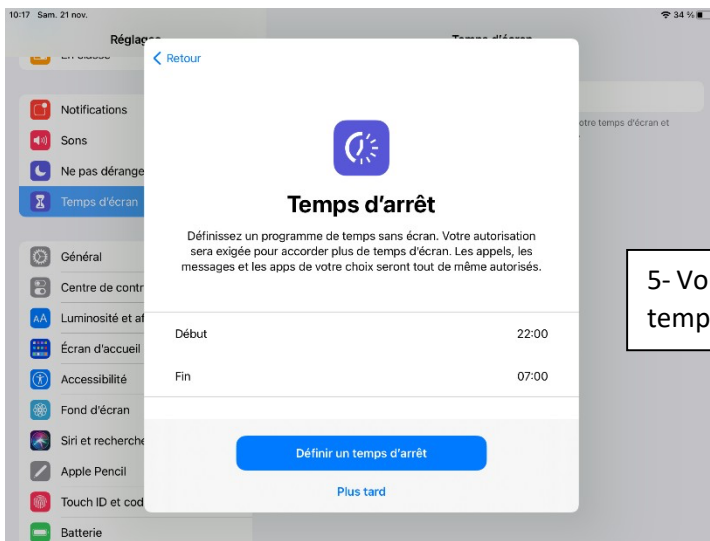 10:17 Sam. 21 nov.
34 %
Réglages
Temps d'écran
Notifications
Sons
Ne pas dérange
Temps d'écran
Général
Centre de contr
Luminosité et af
Écran d'accueil
Accessibilité
Fond d'écran
Siri et recherche
Apple Pencil
Touch ID et cod
Batterie
otre temps d'écran et
Retour
Temps d'arrêt
Définissez un programme de temps sans écran. Votre autorisation
sera exigée pour accorder plus de temps d'écran. Les appels, les
messages et les apps de votre choix seront tout de même autorisés.
Début 22:00
Fin 07:00
Définir un temps d'arrêt
Plus tard
5- Vo
temp